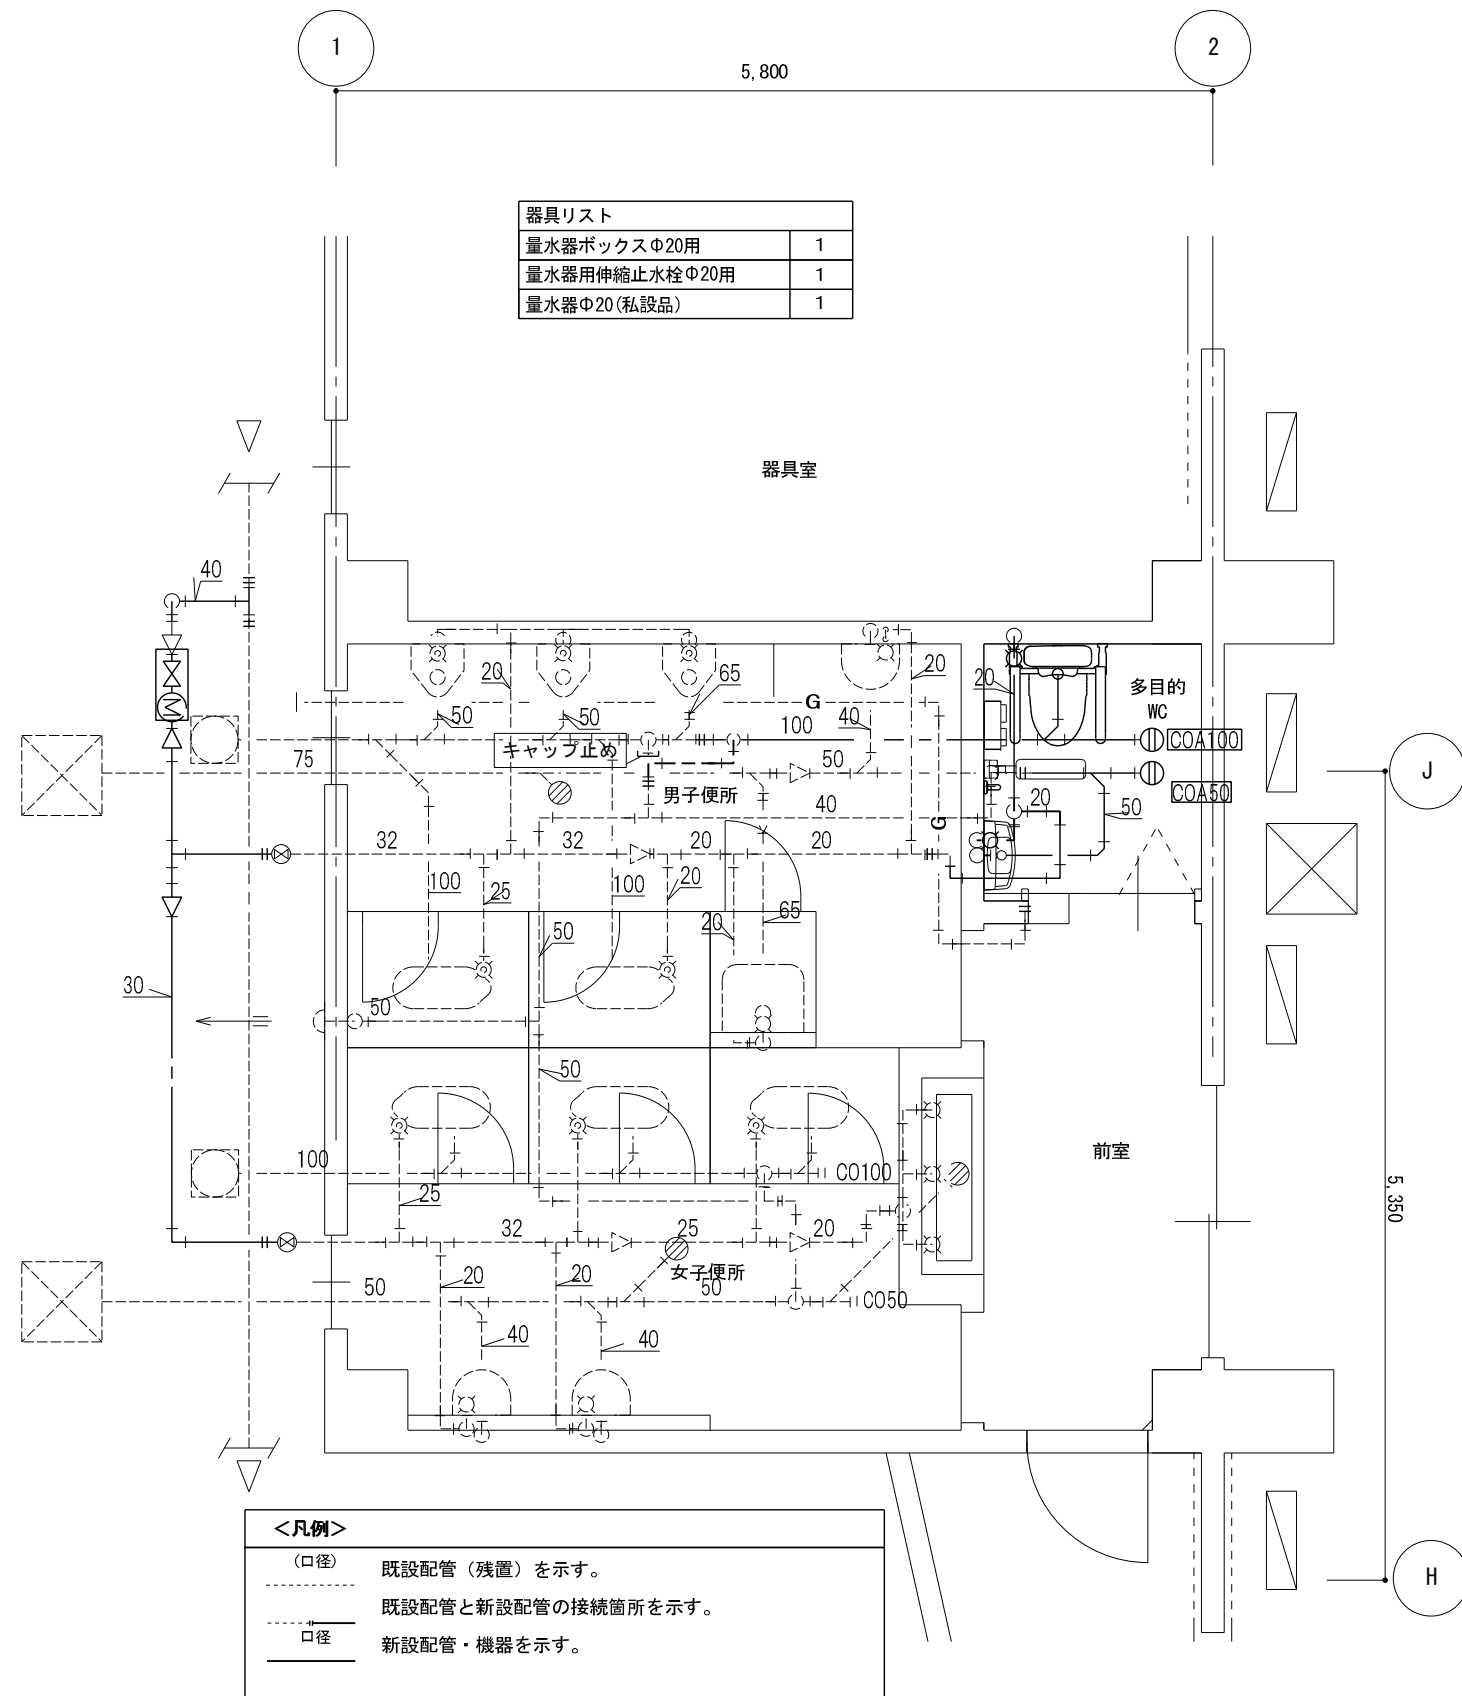 1
2
5,800
器具リスト
量水器ボックスΦ20用 1
量水器用伸縮止水栓Φ20用 1
量水器Φ20(私設品) 1
器具室
40
20
65
20
20
多目的
WC
G
50
50
100
40
M
キャップ止め
COA100
75
50
J
男子便所
COA50
40
20
50
G
32
32
20
20
100
25
100
20
20
65
50
30
50
50
前室
100
CO100
25
5,350
32
25
20
20
20
女子便所
50
50
CO50
40
40
H
<凡例>
(口径)
既設配管(残置)を示す。
既設配管と新設配管の接続箇所を示す。
口径
新設配管・機器を示す。